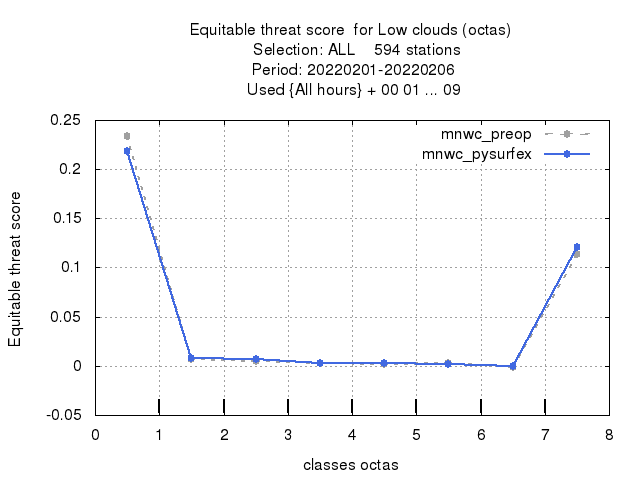 Equitable threat score  for Low clouds (octas)
Selection: ALL    594 stations
Period: 20220201-20220206
Used {All hours} + 00 01 ... 09
mnwc_preop
mnwc_pysurfex
0.25
0.2
0.15
0.1
0.05
0
-0.05
Equitable threat score
0 1 2 3 4 5 6 7 8
classes octas